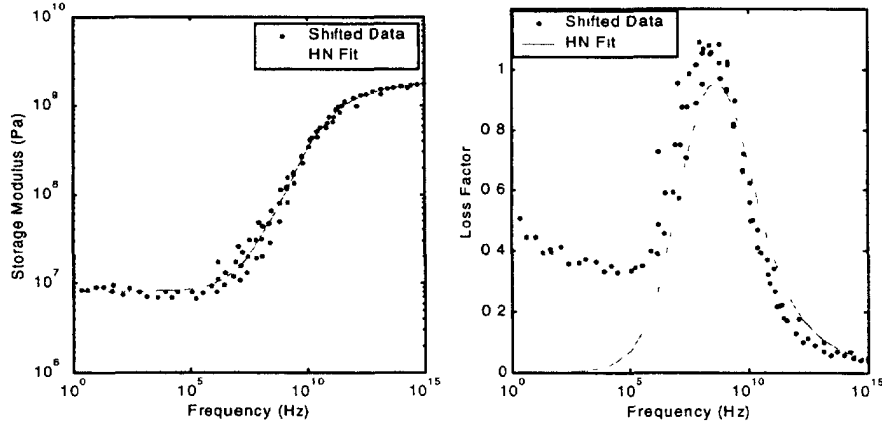 10^10
10^9
10^8
10^7
10^6
Storage Modulus (Pa)
Shifted Data
HN Fit
10^0
10^5
10^10
10^15
Frequency (Hz)
Shifted Data
HN Fit
1
0 8
0 6
0 4
0 2
0
Loss Factor
10^0
10^5
10^10
10^15
Frequency (Hz)